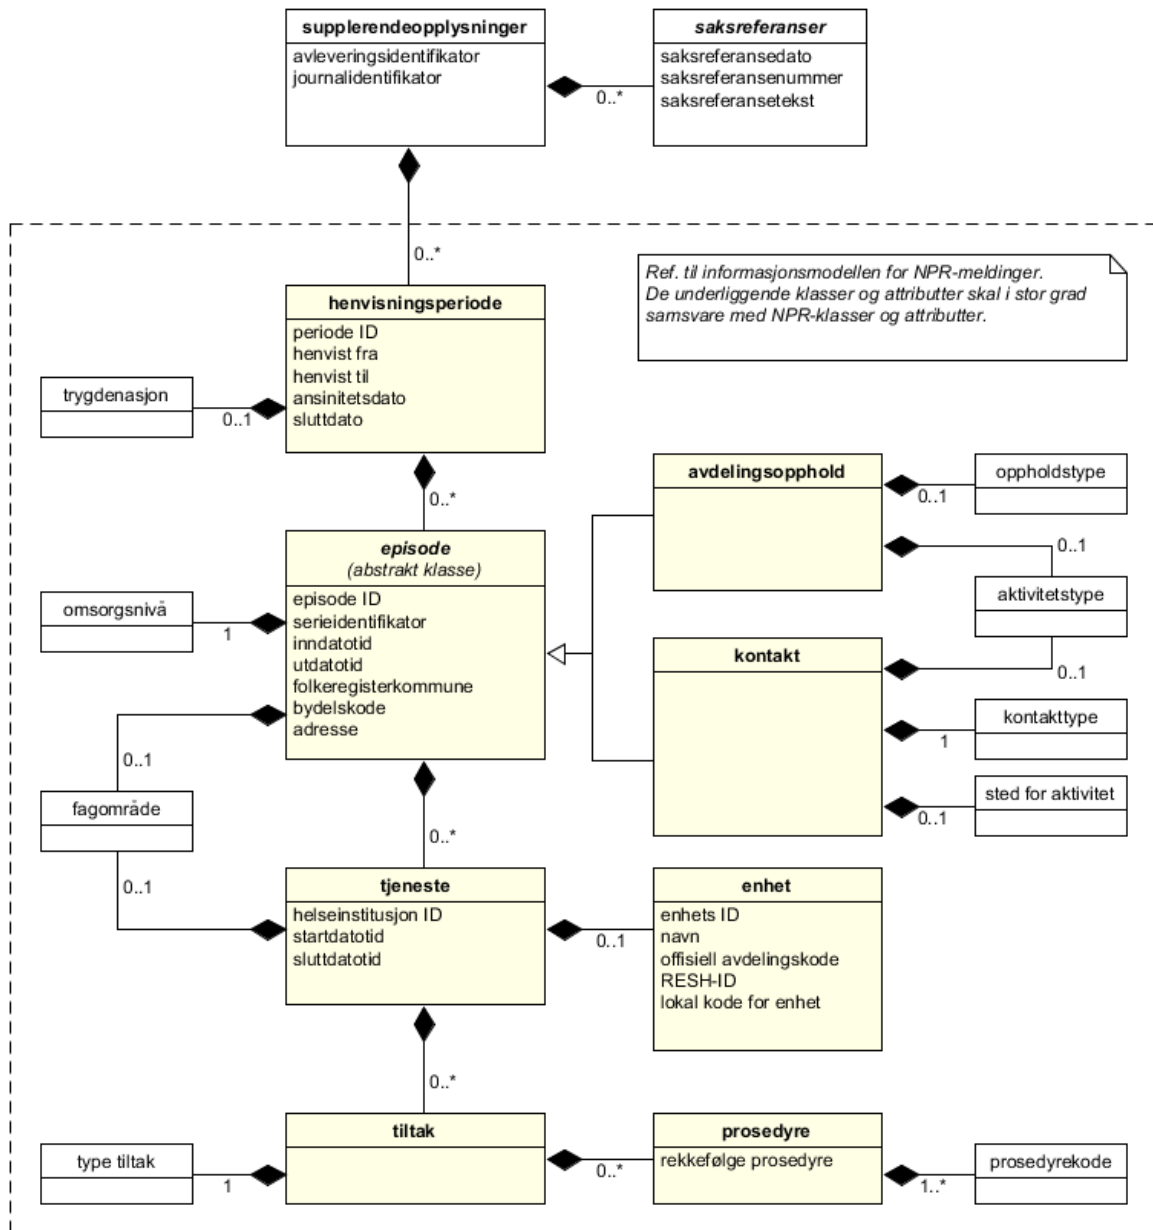 supplerendeopplysninger
avleveringsidentifikator
journalidentifikator
saksreferanser
saksreferansedato
saksreferansenummer
saksreferansetekst
0..*
0..*
Ref. til informasjonsmodellen for NPR-meldinger.
De underliggende klasser og attributter skal i stor grad
samsvare med NPR-klasser og attributter.
henvisningsperiode
periode ID
henvist fra
henvist til
ansinitetsdato
sluttdato
trygdenasjon
0..1
0..*
avdelingsopphold
oppholdstype
0..1
0..1
aktivitetstype
0..1
episode
(abstrakt klasse)
episode ID
serieidentifikator
inndatotid
utdatotid
folkeregisterkommune
bydelskode
adresse
omsorgsnivå
1
kontakt
kontakttype
1
sted for aktivitet
0..1
0..1
fagområde
0..1
0..*
tjeneste
helseinstitusjon ID
startdatotid
sluttdatotid
0..1
enhet
enhets ID
navn
offisiell avdelingskode
RESH-ID
lokal kode for enhet
0..*
tiltak
type tiltak
1
0..*
prosedyre
rekkefølge prosedyre
1..*
prosedyrekode